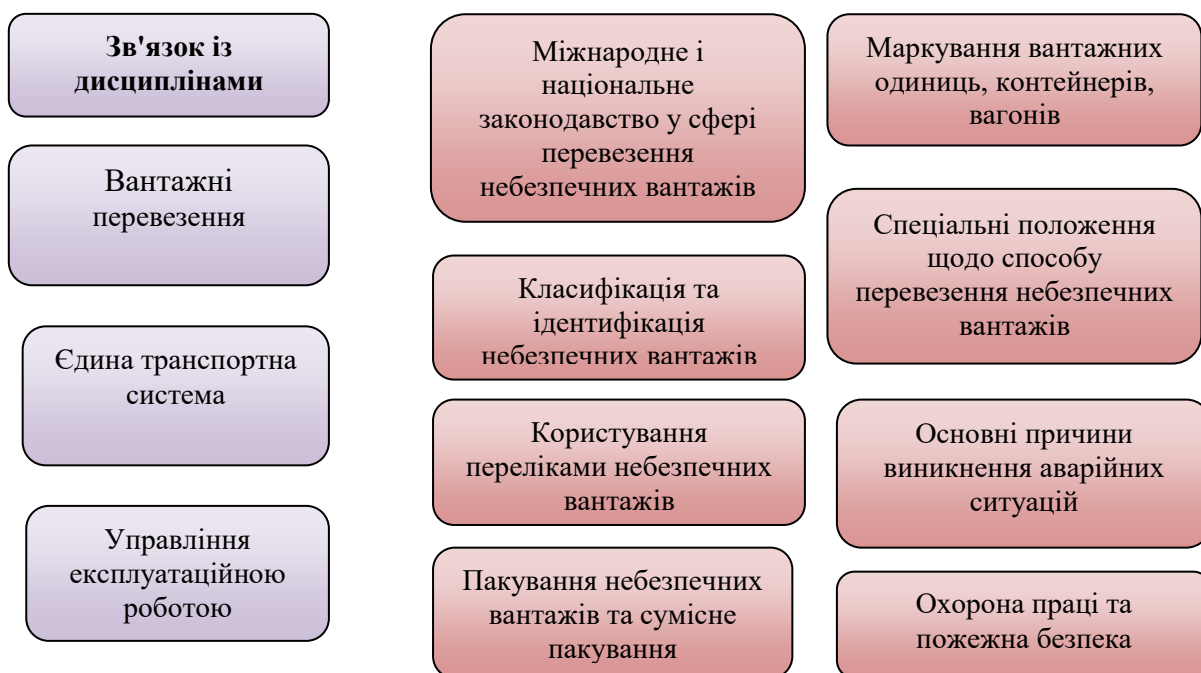 Зв'язок із
дисциплінами
Вантажні
перевезення
Єдина транспортна
система
Управління
експлуатаційною
роботою
Міжнародне і
національне
законодавство у сфері
перевезення
небезпечних вантажів
Класифікація та
ідентифікація
небезпечних вантажів
Користування
переліками небезпечних
вантажів
Пакування небезпечних
вантажів та сумісне
пакування
Маркування вантажних
одиниць, контейнерів,
вагонів
Спеціальні положення
щодо способу
перевезення небезпечних
вантажів
Основні причини
виникнення аварійних
ситуацій
Охорона праці та
пожежна безпека